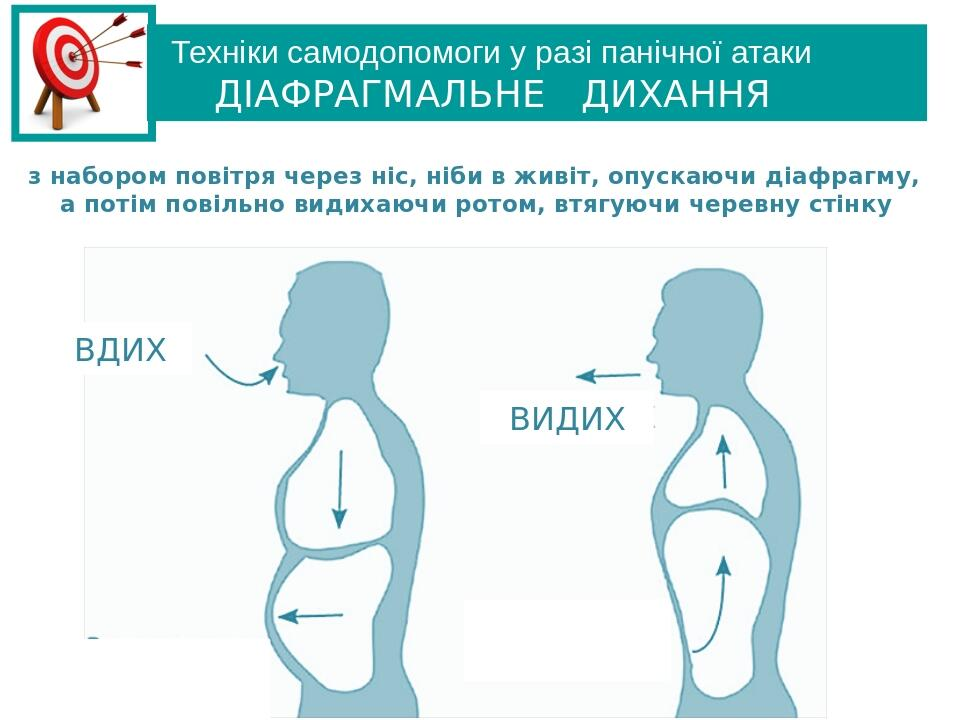 Техніки самодопомоги у разі панічної атаки
ДІАФРАГМАЛЬНЕ ДИХАННЯ
з набором повітря через ніс, ніби в живіт, опускаючи діафрагму,
а потім повільно видихаючи ротом, втягуючи черевну стінку
ВДИХ
ВИДИХ